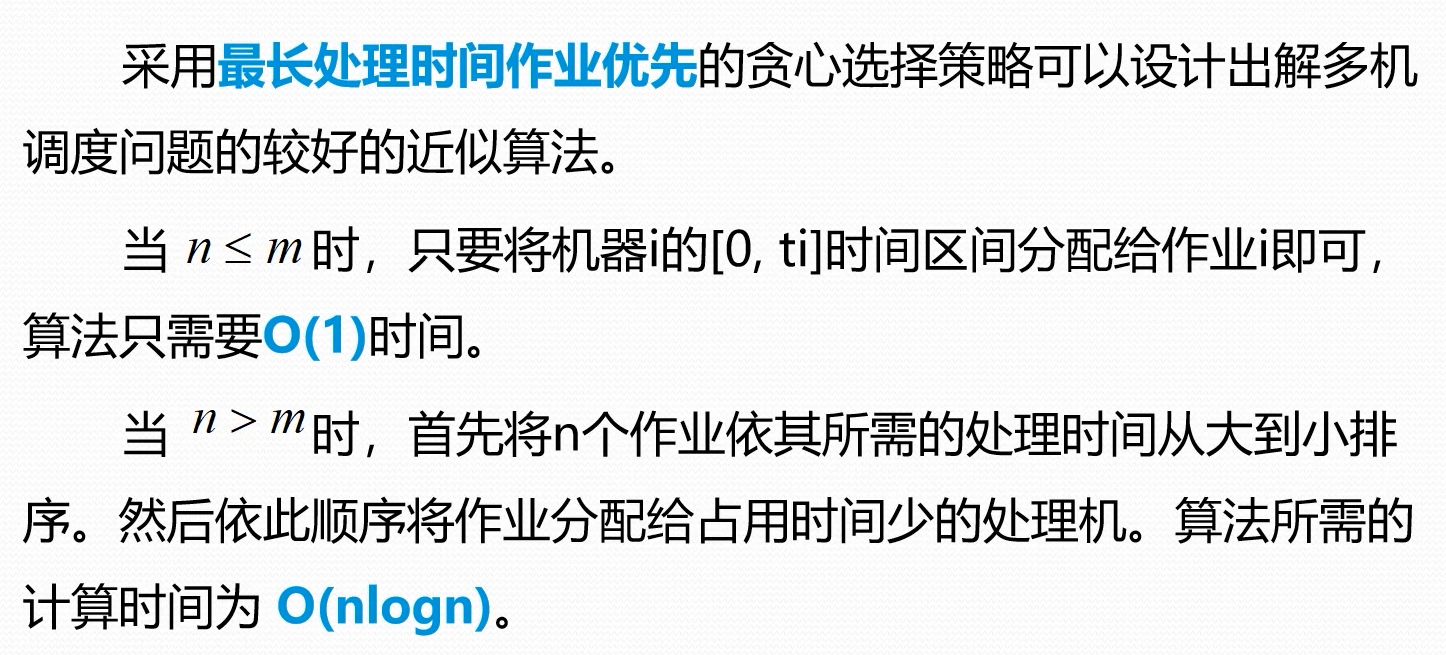 采用最长处理时间作业优先的贪心选择策略可以设计出解多机
调度问题的较好的近似算法。
当 n ≤ m 时，只要将机器i的[0, ti]时间区间分配给作业i即可，
算法只需要O(1)时间。
当 n > m 时，首先将n个作业依其所需的处理时间从大到小排
序。然后依此顺序将作业分配给占用时间少的处理机。算法所需的
计算时间为 O(nlogn)。